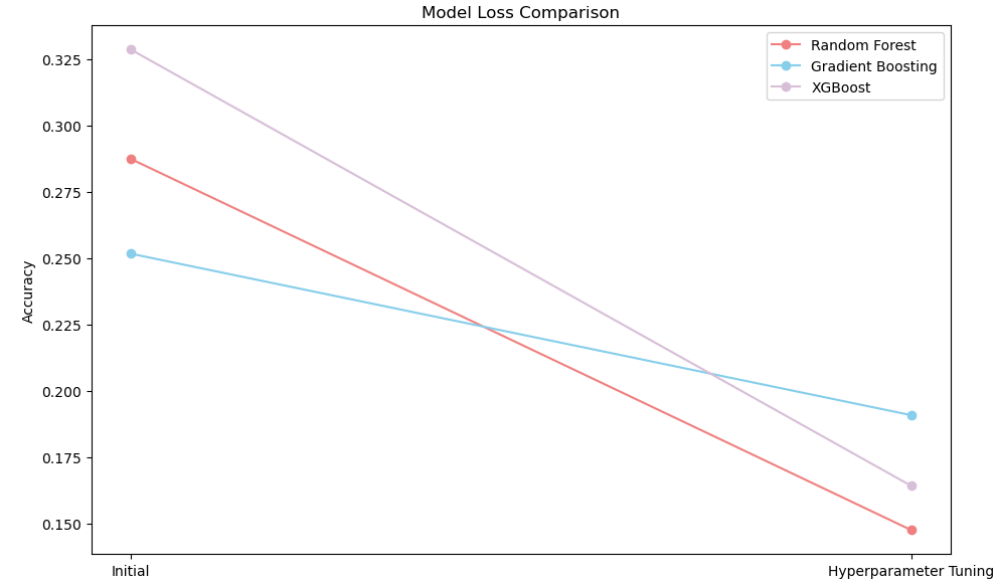 Model Loss Comparison
Random Forest
Gradient Boosting
XGBoost
Accuracy
0.325
0.300
0.275
0.250
0.225
0.200
0.175
0.150
Initial
Hyperparameter Tuning